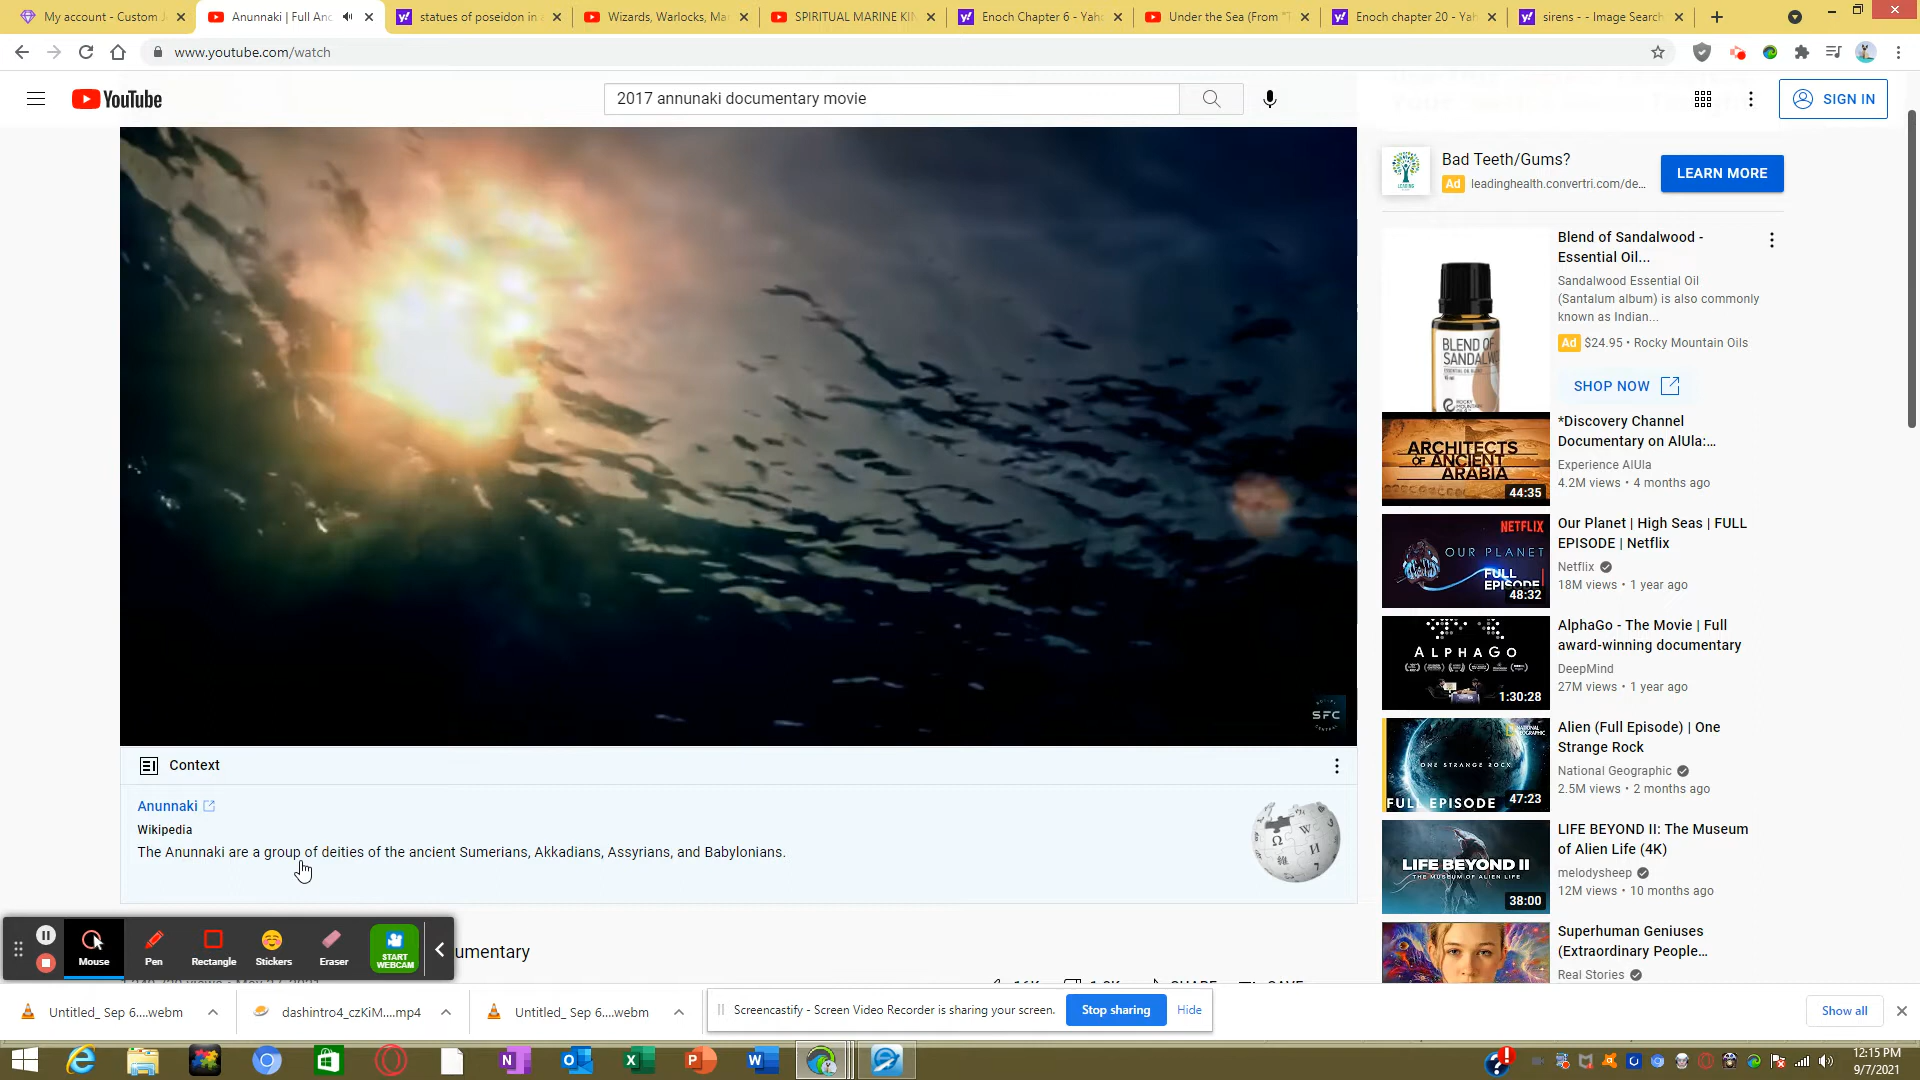 My account - Custom J
Anunnaki | Full Anc
statues of poseidon in a
Wizards, Warlocks, Ma
SPIRITUAL MARINE KIN
Enoch Chapter 6 - Yaho
Under the Sea (From "T
Enoch chapter 20 - Yah
sirens - - Image Search
www.youtube.com/watch
YouTube
2017 annunaki documentary movie
SIGN IN
Bad Teeth/Gums?
Ad leadinghealth.convertri.com/de...
LEARN MORE
Blend of Sandalwood -
Essential Oil...
Sandalwood Essential Oil
(Santalum album) is also commonly
known as Indian...
Ad $24.95 • Rocky Mountain Oils
SHOP NOW
BLEND OF
SANDALW
ARCHITECTS
OF ANCIENT
ARABIA
44:35
*Discovery Channel
Documentary on AlUla:...
Experience AlUla
4.2M views • 4 months ago
NETFLIX
OUR PLANET
FULL
EPISODE
48:32
Our Planet | High Seas | FULL
EPISODE | Netflix
Netflix
18M views • 1 year ago
ALPHAGO
1:30:28
AlphaGo - The Movie | Full
award-winning documentary
DeepMind
27M views • 1 year ago
ONE STRANGE ROCK
FULL EPISODE
47:23
Alien (Full Episode) | One
Strange Rock
National Geographic
2.5M views • 2 months ago
LIFE BEYOND II
38:00
LIFE BEYOND II: The Museum
of Alien Life (4K)
melodysheep
12M views • 10 months ago
Superhuman Geniuses
(Extraordinary People...
Real Stories
SFC
Context
Anunnaki
Wikipedia
The Anunnaki are a group of deities of the ancient Sumerians, Akkadians, Assyrians, and Babylonians.
umentary
SHARE
SAVE
Mouse
Pen
Rectangle
Stickers
Eraser
START
WEBCAM
Untitled_ Sep 6....webm
dashintro4_czKiM....mp4
Untitled_ Sep 6....webm
Screencastify - Screen Video Recorder is sharing your screen.
Stop sharing
Hide
Show all
12:15 PM
9/7/2021